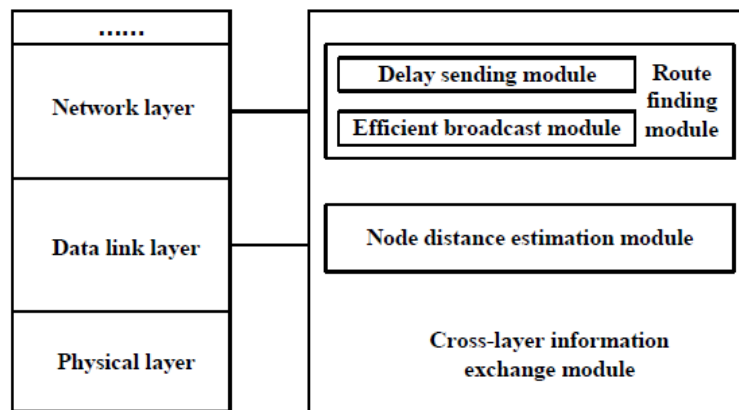 ......
Network layer
Data link layer
Physical layer
Delay sending module
Efficient broadcast module
Route
finding
module
Node distance estimation module
Cross-layer information
exchange module